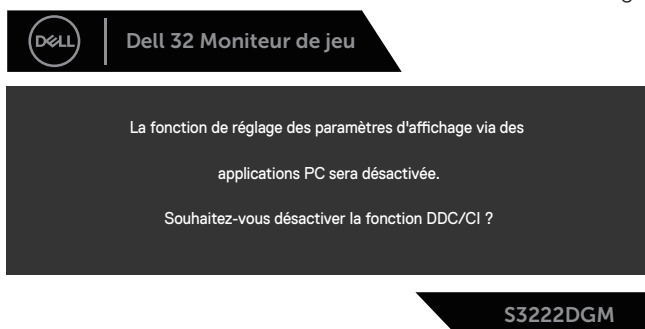 DELL
Dell 32 Moniteur de jeu
La fonction de réglage des paramètres d'affichage via des
applications PC sera désactivée.
Souhaitez-vous désactiver la fonction DDC/CI ?
S3222DGM